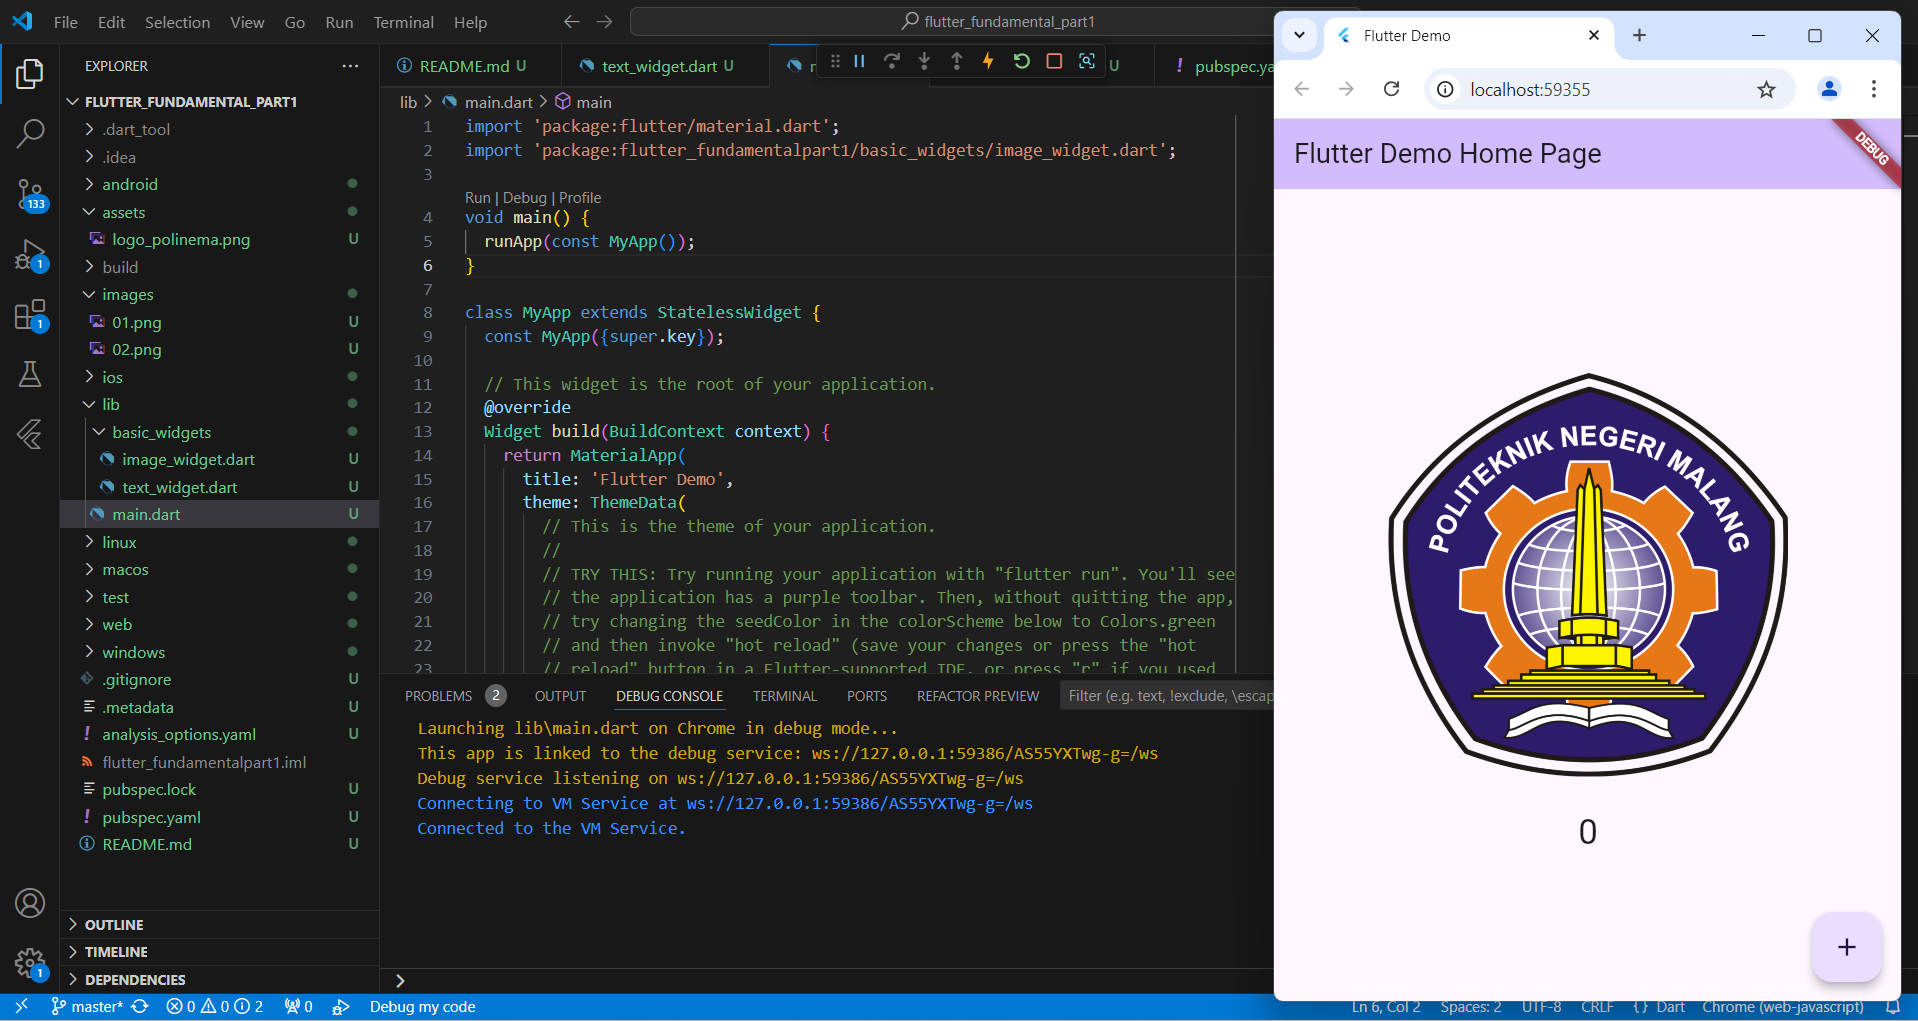 File Edit Selection View Go Run Terminal Help
flutter_fundamental_part1
EXPLORER
FLUTTER_FUNDAMENTAL_PART1
.dart_tool
.idea
android
assets
logo_polinema.png U
build
images
01.png U
02.png U
ios
lib
basic_widgets
image_widget.dart U
text_widget.dart U
main.dart U
linux
macos
test
web
windows
.gitignore U
.metadata U
analysis_options.yaml U
flutter_fundamentalpart1.iml
pubspec.lock U
pubspec.yaml U
README.md U
OUTLINE
TIMELINE
DEPENDENCIES
133
1
1
1
README.md U
text_widget.dart U
U
pubspec.ya
lib > main.dart > main
1 import 'package:flutter/material.dart';
2 import 'package:flutter_fundamentalpart1/basic_widgets/image_widget.dart';
3
Run | Debug | Profile
4 void main() {
5 runApp(const MyApp());
6 }
7
8 class MyApp extends StatelessWidget {
9 const MyApp({super.key});
10
11 // This widget is the root of your application.
12 @override
13 Widget build(BuildContext context) {
14 return MaterialApp(
15 title: 'Flutter Demo',
16 theme: ThemeData(
17 // This is the theme of your application.
18 //
19 // TRY THIS: Try running your application with "flutter run". You'll see
20 // the application has a purple toolbar. Then, without quitting the app,
21 // try changing the seedColor in the colorScheme below to Colors.green
22 // and then invoke "hot reload" (save your changes or press the "hot
23 // reload" button in a Flutter-supported IDE, or press "r" if you used
PROBLEMS 2 OUTPUT DEBUG CONSOLE TERMINAL PORTS REFACTOR PREVIEW Filter (e.g. text, !exclude, \escap
Launching lib\main.dart on Chrome in debug mode...
This app is linked to the debug service: ws://127.0.0.1:59386/AS55YXTwg-g=/ws
Debug service listening on ws://127.0.0.1:59386/AS55YXTwg-g=/ws
Connecting to VM Service at ws://127.0.0.1:59386/AS55YXTwg-g=/ws
Connected to the VM Service.
master* 0 0 2 0 Debug my code
Ln 6, Col 2 Spaces: 2 UTF-8 CRLF {} Dart Chrome (web-javascript)
Flutter Demo
localhost:59355
Flutter Demo Home Page
DEBUG
POLITEKNIK NEGERI MALANG
0
+